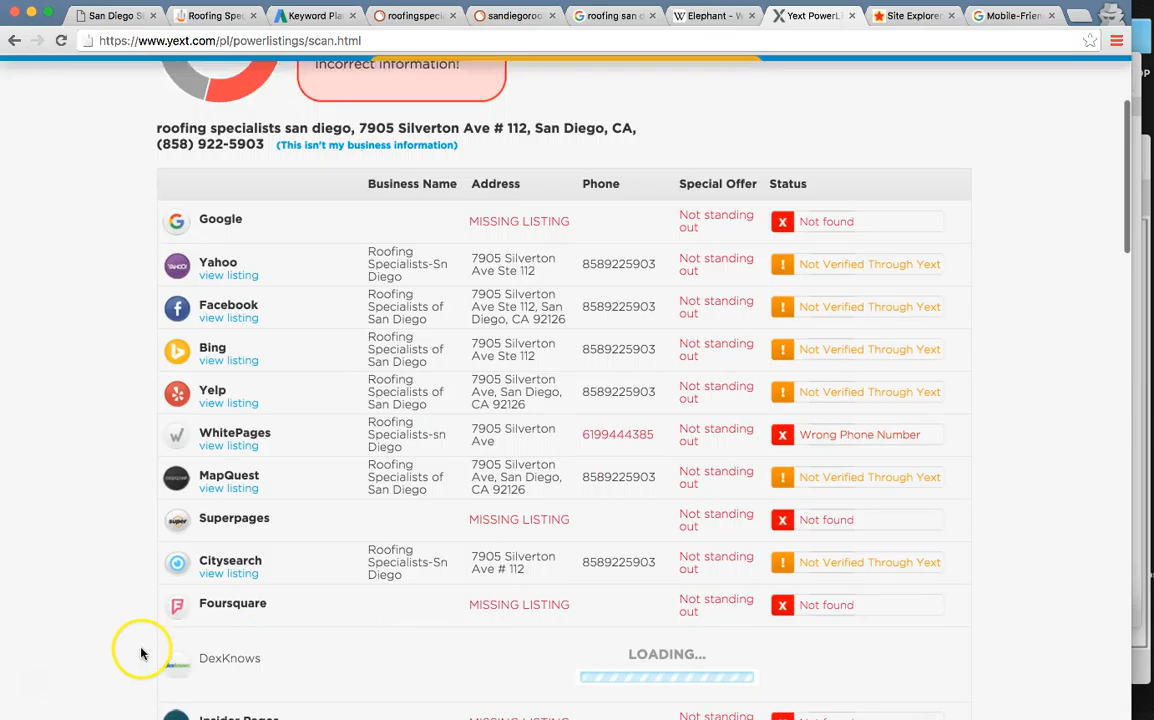 San Diego S
Roofing Spec
Keyword Pla
roofingspeci
sandiegoroo
roofing san d
Elephant - W
Yext PowerLi
Site Explorer
Mobile-Frien
https://www.yext.com/pl/powerlistings/scan.html
incorrect information!
roofing specialists san diego, 7905 Silverton Ave # 112, San Diego, CA,
(858) 922-5903 (This isn't my business information)
Business Name Address Phone Special Offer Status
Google MISSING LISTING Not standing out X Not found
Yahoo
view listing
Roofing
Specialists-Sn
Diego
7905 Silverton
Ave Ste 112
8589225903
Not standing
out
! Not Verified Through Yext
Facebook
view listing
Roofing
Specialists of
San Diego
7905 Silverton
Ave Ste 112, San
Diego, CA 92126
8589225903
Not standing
out
! Not Verified Through Yext
Bing
view listing
Roofing
Specialists of
San Diego
7905 Silverton
Ave Ste 112
8589225903
Not standing
out
! Not Verified Through Yext
Yelp
view listing
Roofing
Specialists of
San Diego
7905 Silverton
Ave, San Diego,
CA 92126
8589225903
Not standing
out
! Not Verified Through Yext
WhitePages
view listing
Roofing
Specialists-sn
Diego
7905 Silverton
Ave
6199444385
Not standing
out
X Wrong Phone Number
MapQuest
view listing
Roofing
Specialists of
San Diego
7905 Silverton
Ave, San Diego,
CA 92126
8589225903
Not standing
out
! Not Verified Through Yext
Superpages
MISSING LISTING
Not standing
out
X Not found
Citysearch
view listing
Roofing
Specialists-Sn
Diego
7905 Silverton
Ave # 112
8589225903
Not standing
out
! Not Verified Through Yext
Foursquare
MISSING LISTING
Not standing
out
X Not found
DexKnows
LOADING...
Insider Pages
MISSING LISTING
Not standing